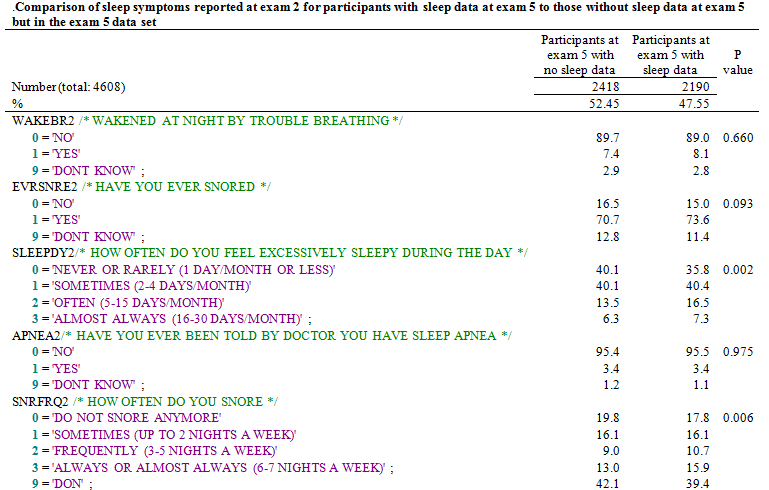 .Comparison of sleep symptoms reported at exam 2 for participants with sleep data at exam 5 to those without sleep data at exam 5
but in the exam 5 data set
Participants at exam 5 with no sleep data Participants at exam 5 with sleep data P value
Number(total: 4608) 2418 2190
% 52.45 47.55
WAKEBR2 /* WAKENED AT NIGHT BY TROUBLE BREATHING */
0 = 'NO' 89.7 89.0 0.660
1 = 'YES' 7.4 8.1
9 = 'DONT KNOW' ; 2.9 2.8
EVRSNRE2 /* HAVE YOU EVER SNORED */
0 = 'NO' 16.5 15.0 0.093
1 = 'YES' 70.7 73.6
9 = 'DONT KNOW' ; 12.8 11.4
SLEEPDY2/* HOW OFTEN DO YOU FEEL EXCESSIVELY SLEEPY DURING THE DAY */
0 = 'NEVER OR RARELY (1 DAY/MONTH OR LESS)' 40.1 35.8 0.002
1 = 'SOMETIMES (2-4 DAYS/MONTH)' 40.1 40.4
2 = 'OFTEN (5-15 DAYS/MONTH)' 13.5 16.5
3 = 'ALMOST ALWAYS (16-30 DAYS/MONTH)' ; 6.3 7.3
APNEA2/* HAVE YOU EVER BEEN TOLD BY DOCTOR YOU HAVE SLEEP APNEA */
0 = 'NO' 95.4 95.5 0.975
1 = 'YES' 3.4 3.4
9 = 'DONT KNOW' ; 1.2 1.1
SNRFRQ2 /* HOW OFTEN DO YOU SNORE */
0 = 'DO NOT SNORE ANYMORE' 19.8 17.8 0.006
1 = 'SOMETIMES (UP TO 2 NIGHTS A WEEK)' 16.1 16.1
2 = 'FREQUENTLY (3-5 NIGHTS A WEEK)' 9.0 10.7
3 = 'ALWAYS OR ALMOST ALWAYS (6-7 NIGHTS A WEEK)' ; 13.0 15.9
9 = 'DON' ; 42.1 39.4